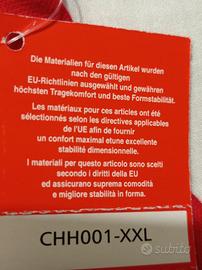 Die Materialien für diesen Artikel wurden
nach den gültigen
EU-Richtlinien ausgewählt und gewähren
höchsten Tragekomfort und beste Formstabilität.
Les matériaux pour ces articles ont été
sélectionnés selon les directives applicables
de l'UE afin de fournir
un confort maximal etune excellente
stabilité dimensionnelle.
I materiali per questo articolo sono scelti
secondo i diritti della EU
ed assicurano suprema comodità
e migliore stabilità in forma.
CHH001-XXL
subito